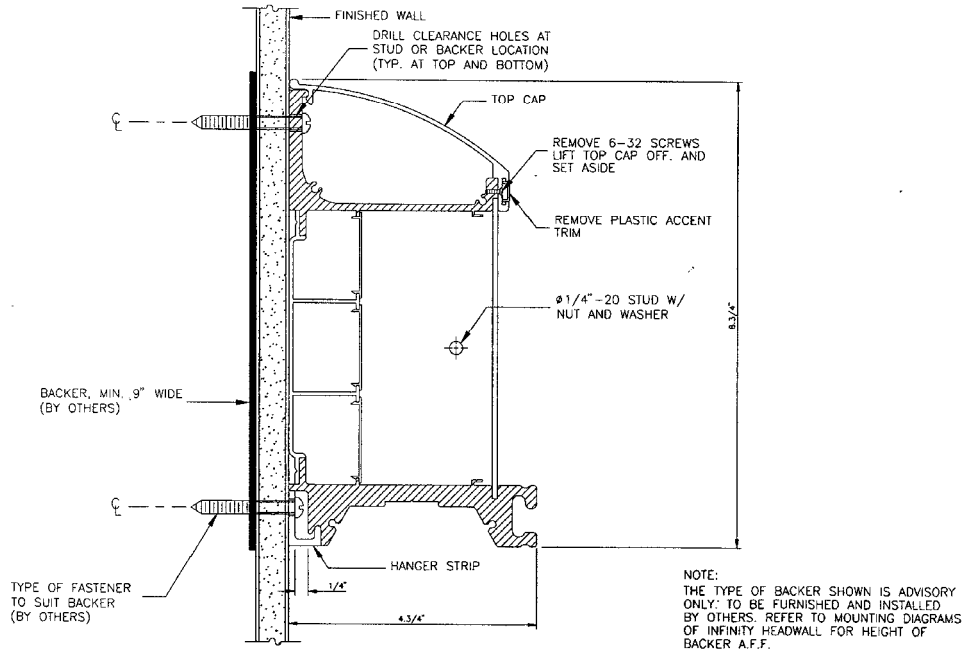 FINISHED WALL
DRILL CLEARANCE HOLES AT
STUD OR BACKER LOCATION
(TYP. AT TOP AND BOTTOM)
TOP CAP
REMOVE 6-32 SCREWS
LIFT TOP CAP OFF. AND
SET ASIDE
REMOVE PLASTIC ACCENT
TRIM
ø1/4"-20 STUD W/
NUT AND WASHER
8.3/4"
BACKER, MIN. 9" WIDE
(BY OTHERS)
TYPE OF FASTENER
TO SUIT BACKER
(BY OTHERS)
HANGER STRIP
1/4"
4.3/4"
NOTE:
THE TYPE OF BACKER SHOWN IS ADVISORY
ONLY. TO BE FURNISHED AND INSTALLED
BY OTHERS. REFER TO MOUNTING DIAGRAMS
OF INFINITY HEADWALL FOR HEIGHT OF
BACKER A.F.F.